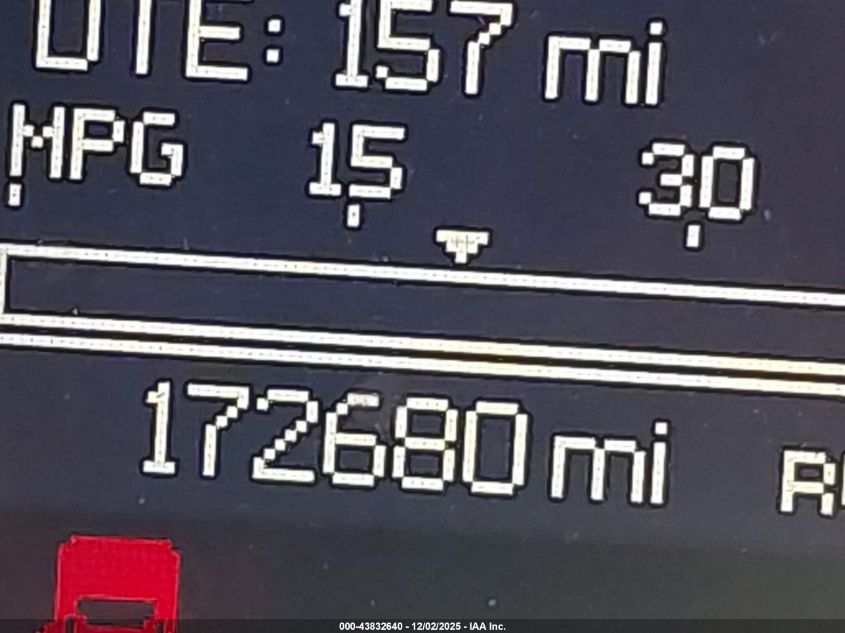 DTE: 157 mi
MPG 15 30
172680 mi
000-43832640 - 12/02/2025 - IAA Inc.